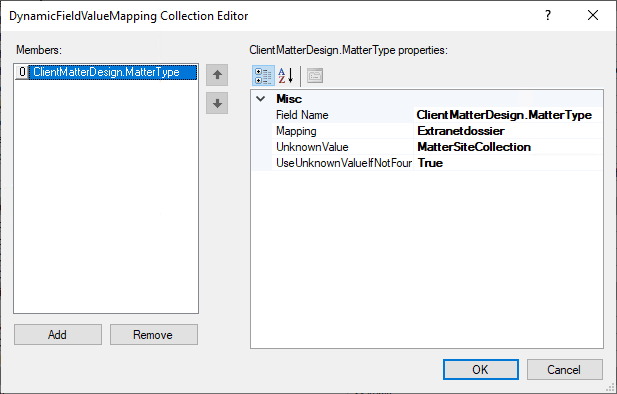 DynamicFieldValueMapping Collection Editor
?
Members:
0 ClientMatterDesign.MatterType
Add
Remove
ClientMatterDesign.MatterType properties:
A
Z
Misc
Field Name ClientMatterDesign.MatterType
Mapping Extranetdossier
UnknownValue MatterSiteCollection
UseUnknownValueIfNotFour True
OK
Cancel